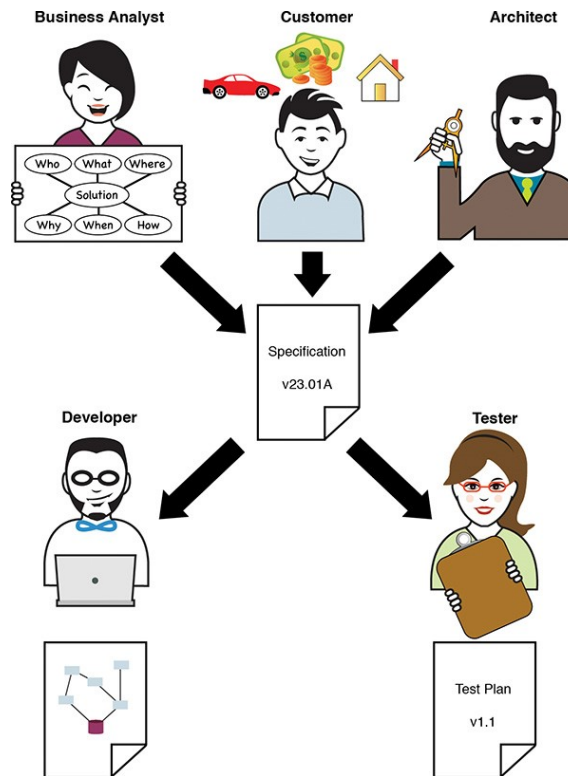 Business Analyst
Customer
Architect
Who
What
Where
Solution
Why
When
How
Specification
v23.01A
Developer
Tester
Test Plan
v1.1